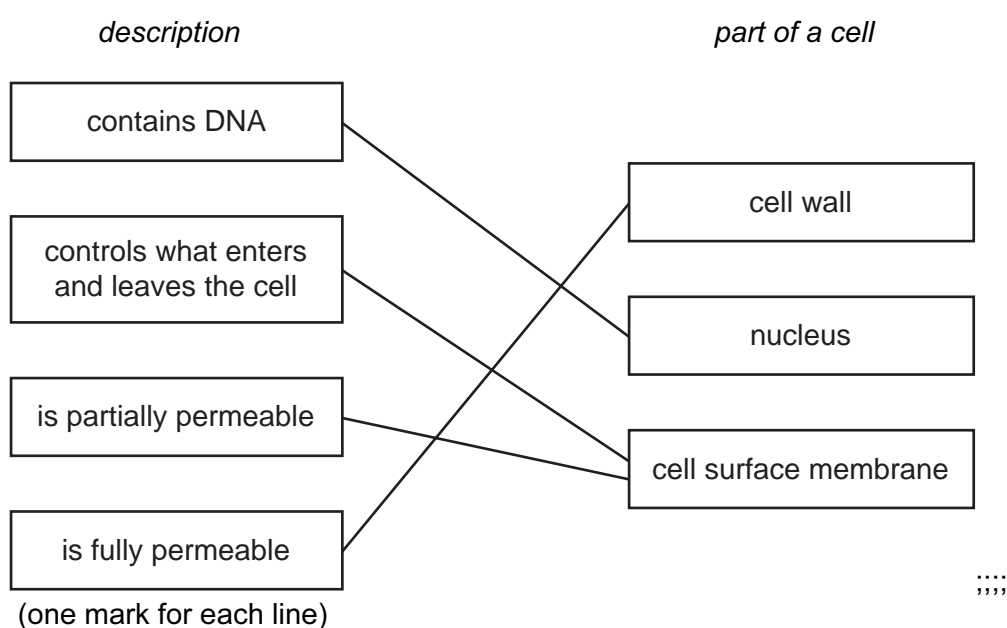 description
part of a cell
contains DNA
controls what enters
and leaves the cell
is partially permeable
is fully permeable
cell wall
nucleus
cell surface membrane
;;;;
(one mark for each line)